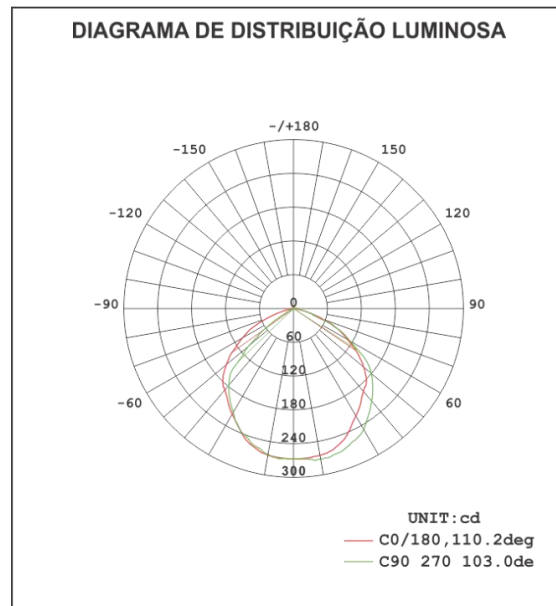 DIAGRAMA DE DISTRIBUIÇÃO LUMINOSA
-/+180
-150 150
-120 120
-90 0 90
60
120
-60 60
180
240
300
UNIT:cd
C0/180,110.2deg
C90 270 103.0de